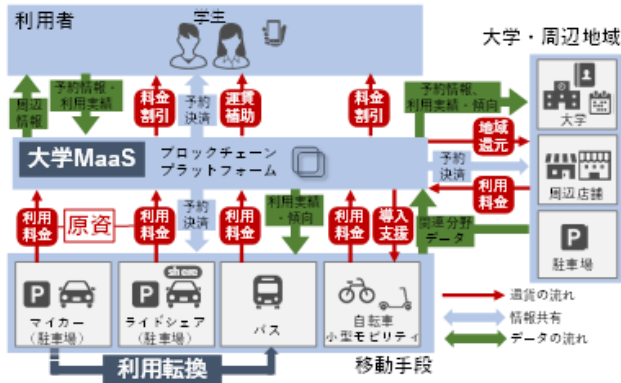 利用者
学生
大学・周辺地域
周辺
情報
予約情報・
利用実績
料金
割引
予約
決済
運賃
補助
料金
割引
予約情報、
利用実績・傾向
大学
大学MaaS
ブロックチェーン
プラットフォーム
地域
還元
予約
決済
利用
料金
周辺店舗
利用
料金
原資
利用
料金
予約
決済
利用
料金
利用実績
・傾向
利用
料金
導入
支援
関連分野
データ
P
駐車場
P
マイカー
(駐車場)
share
P
ライドシェア
(駐車場)
バス
自転車
小型モビリティ
利用転換
移動手段
通貨の流れ
情報共有
データの流れ